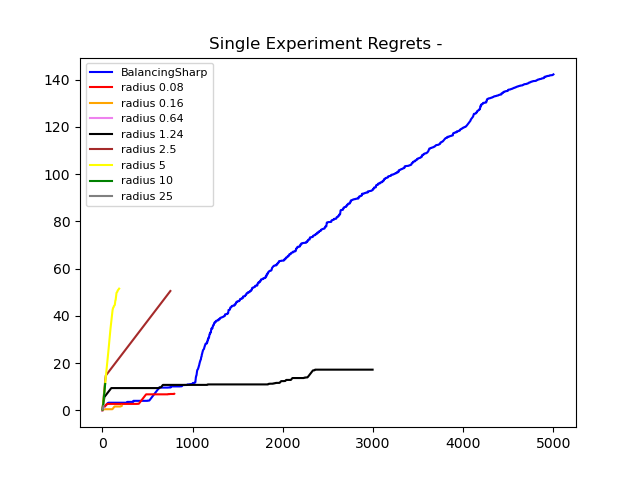 Single Experiment Regrets -
BalancingSharp
radius 0.08
radius 0.16
radius 0.64
radius 1.24
radius 2.5
radius 5
radius 10
radius 25
140
120
100
80
60
40
20
0
0 1000 2000 3000 4000 5000